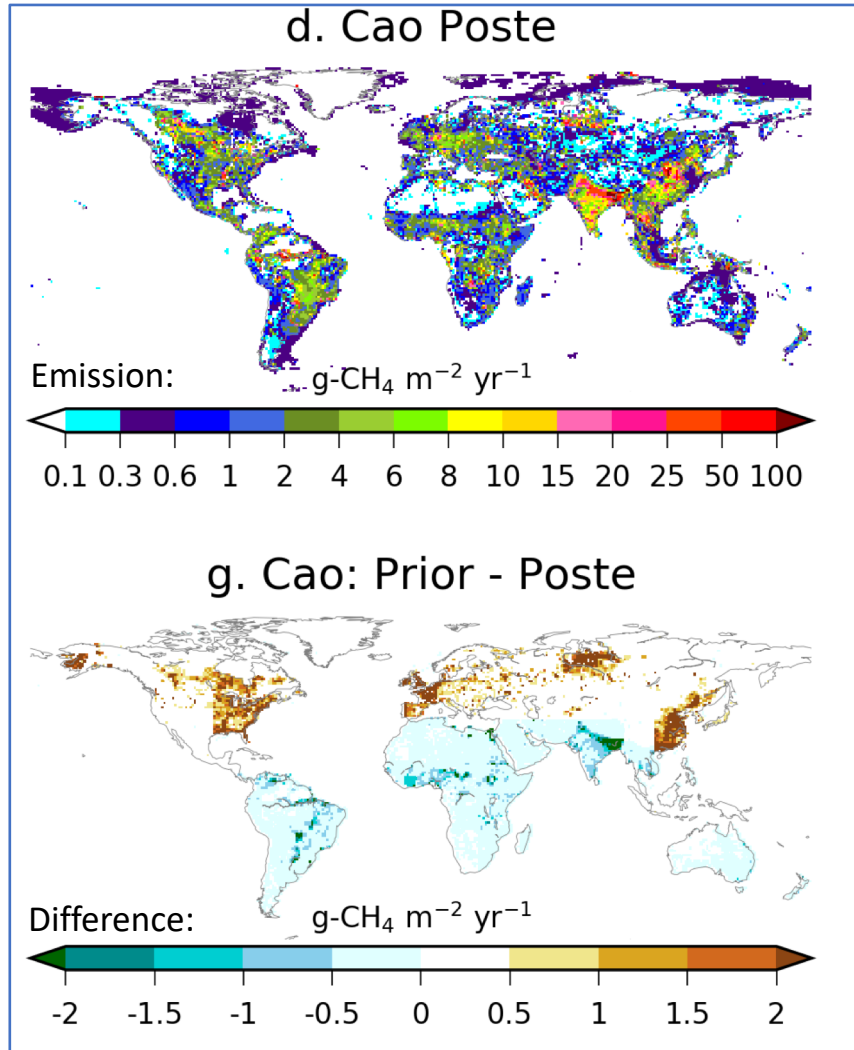 d. Cao Poste
Emission: g-CH₄ m⁻² yr⁻¹
0.1 0.3 0.6 1 2 4 6 8 10 15 20 25 50 100
g. Cao: Prior - Poste
Difference: g-CH₄ m⁻² yr⁻¹
-2 -1.5 -1 -0.5 0 0.5 1 1.5 2